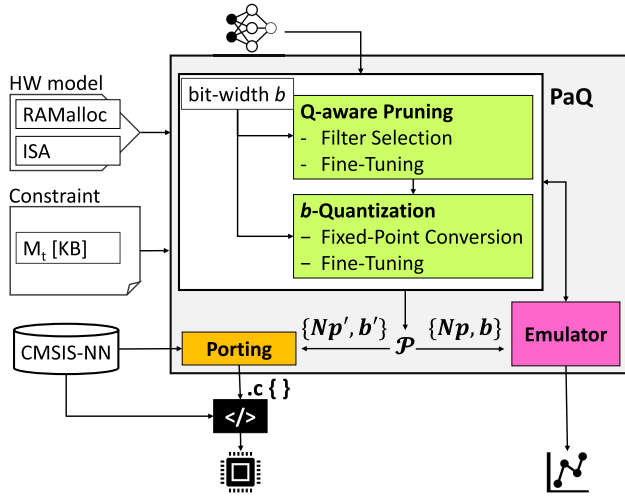 HW model
RAMalloc
ISA
Constraint
Mt [KB]
PaQ
bit-width b
Q-aware Pruning
- Filter Selection
- Fine-Tuning
b-Quantization
– Fixed-Point Conversion
– Fine-Tuning
{Np′, b′} 𝒫 {Np, b}
CMSIS-NN
Porting
Emulator
.c { }
</>